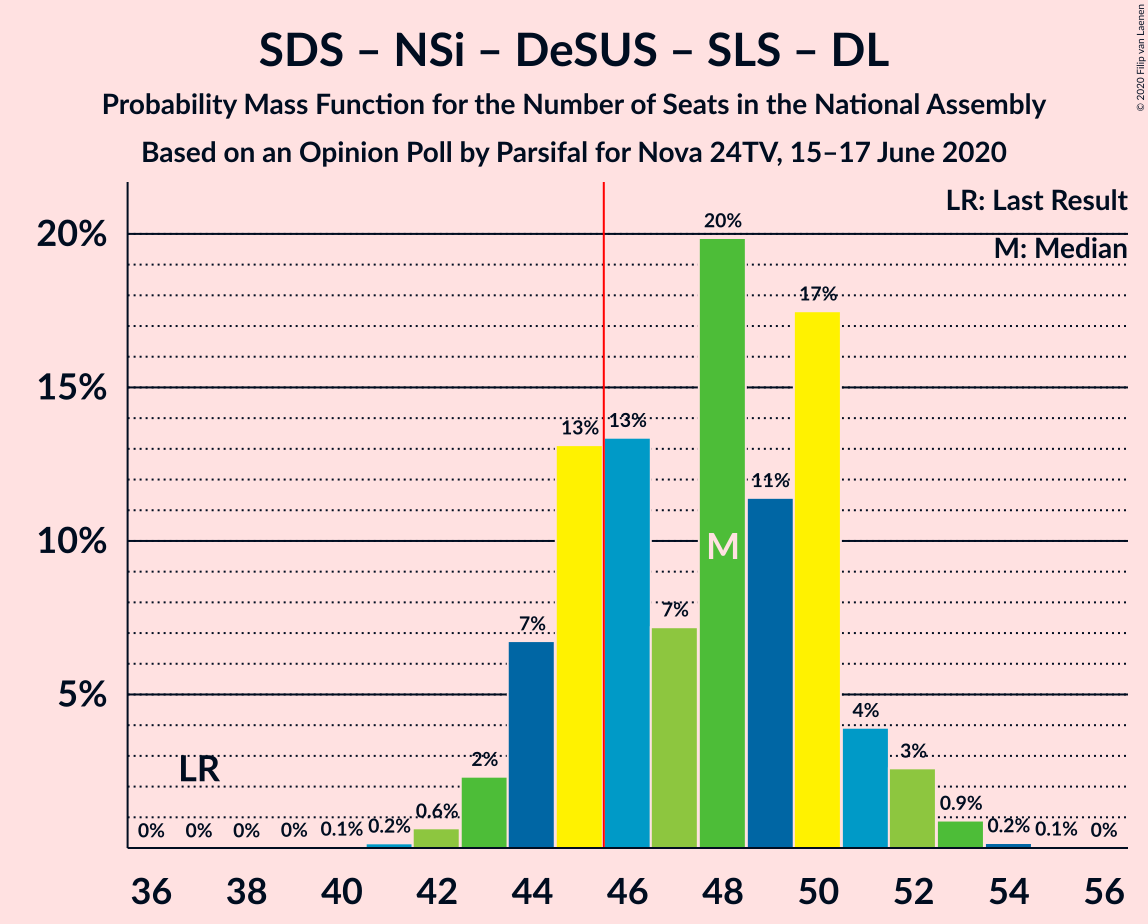 SDS – NSi – DeSUS – SLS – DL
Probability Mass Function for the Number of Seats in the National Assembly
Based on an Opinion Poll by Parsifal for Nova 24TV, 15–17 June 2020
© 2020 Filip van Laenen
LR: Last Result
M: Median
20%
15%
10%
5%
LR
M
0% 0% 0% 0% 0.1% 0.2% 0.6% 2% 7% 13% 13% 7% 20% 11% 17% 4% 3% 0.9% 0.2% 0.1% 0%
36 38 40 42 44 46 48 50 52 54 56